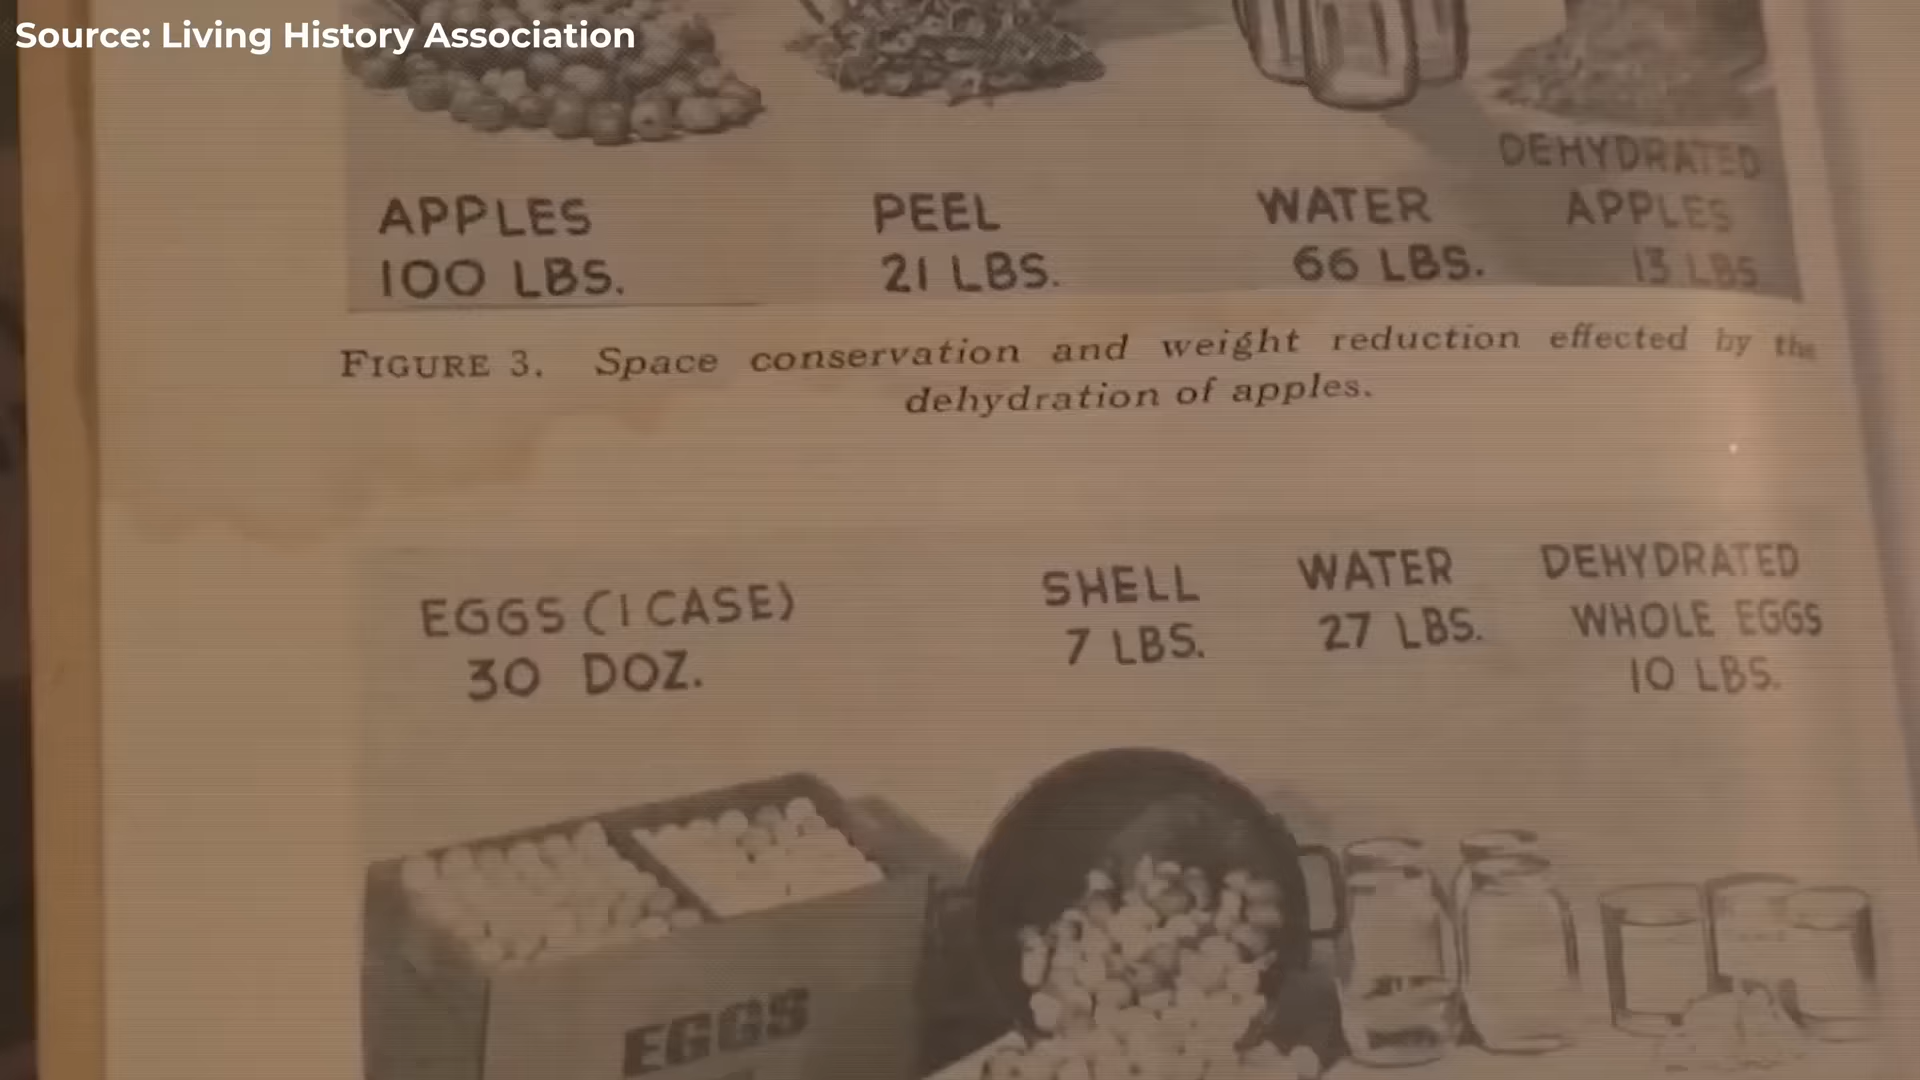 Source: Living History Association
DEHYDRATED
APPLES PEEL WATER APPLES
100 LBS. 21 LBS. 66 LBS. 13 LBS
FIGURE 3. Space conservation and weight reduction effected by the
dehydration of apples.
EGGS (1 CASE) SHELL WATER DEHYDRATED
30 DOZ. 7 LBS. 27 LBS. WHOLE EGGS
10 LBS.
EGGS